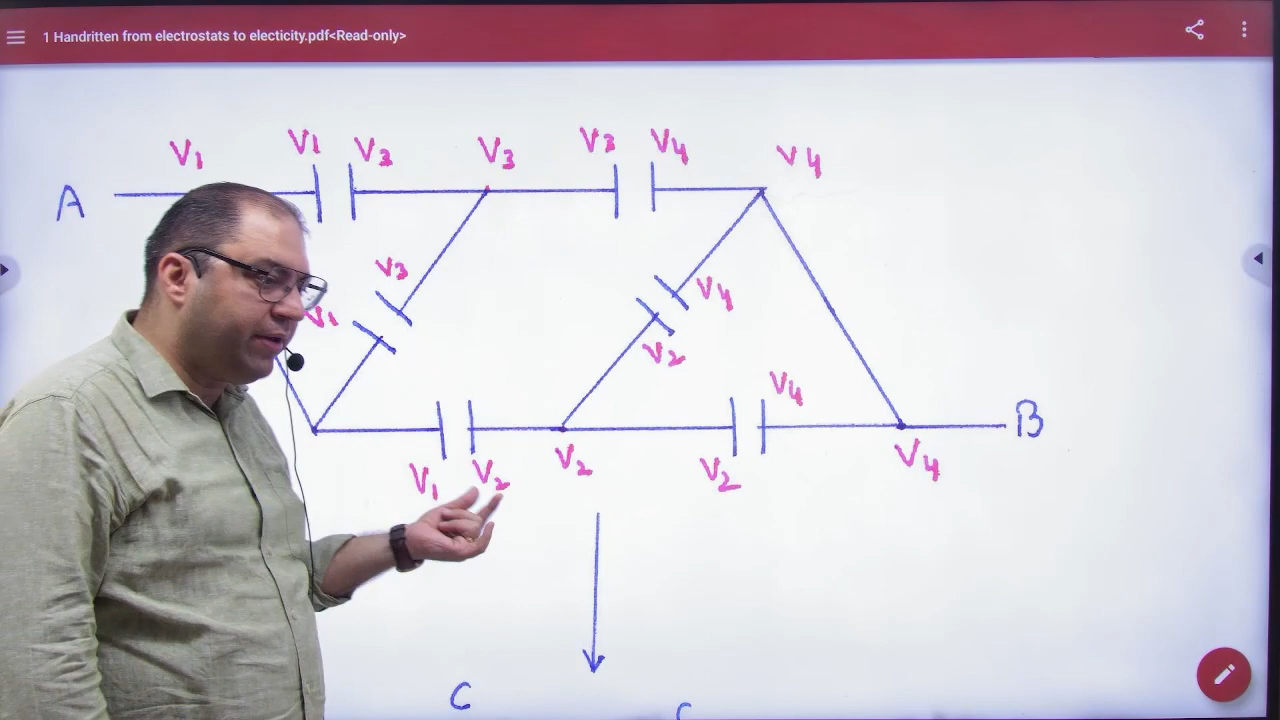 1 Handritten from electrostats to electicity.pdf<Read-only>
V1 V1 V3 V3 V3 V4 V4
A
V3
V1 V4
V2
V4
B
V1 V2 V2 V2 V4
C C